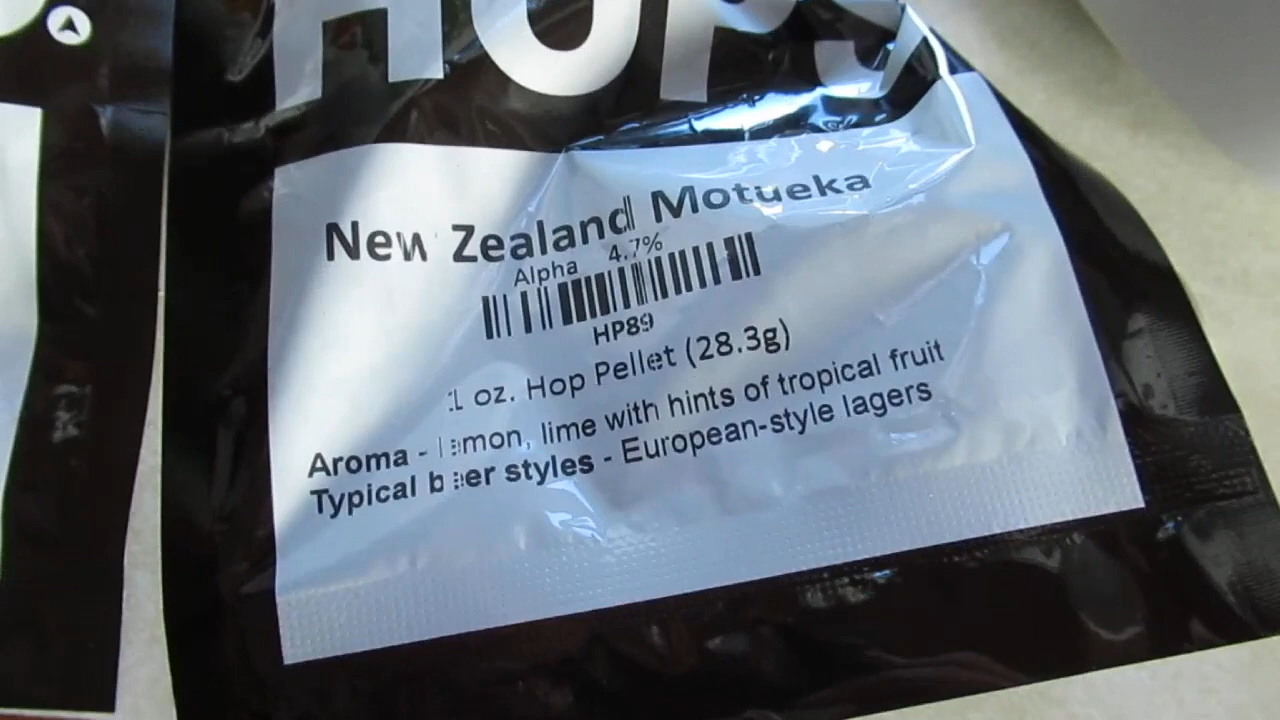 HOPS
New Zealand Motueka
Alpha 4.7%
HP89
1 oz. Hop Pellet (28.3g)
Aroma - lemon, lime with hints of tropical fruit
Typical beer styles - European-style lagers